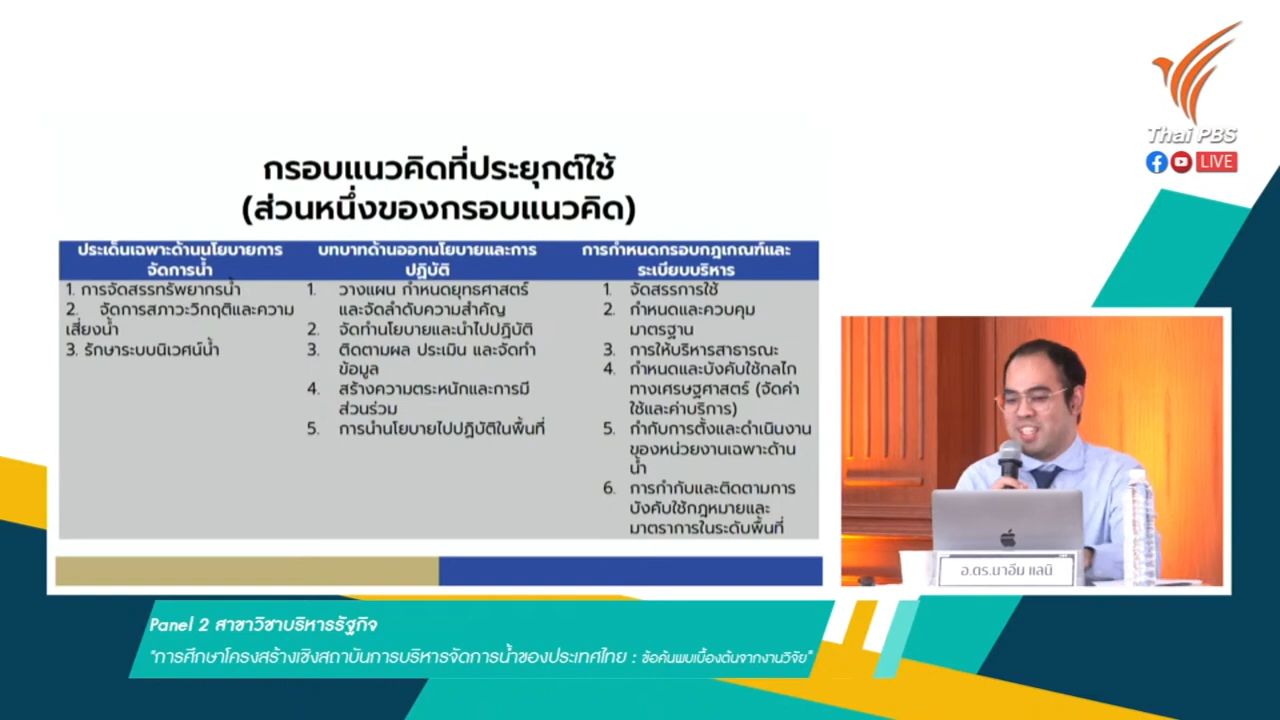 Thai PBS
LIVE
กรอบแนวคิดที่ประยุกต์ใช้
(ส่วนหนึ่งของกรอบแนวคิด)
ประเด็นเฉพาะด้านนโยบายการ
จัดการน้ำ
1. การจัดสรรทรัพยากรน้ำ
2. จัดการสภาวะวิกฤติและความ
เสี่ยงน้ำ
3. รักษาระบบนิเวศน์น้ำ
บทบาทด้านออกนโยบายและการ
ปฏิบัติ
1. วางแผน กำหนดยุทธศาสตร์
และจัดลำดับความสำคัญ
2. จัดทำนโยบายและนำไปปฏิบัติ
3. ติดตามผล ประเมิน และจัดทำ
ข้อมูล
4. สร้างความตระหนักและการมี
ส่วนร่วม
5. การนำนโยบายไปปฏิบัติในพื้นที่
การกำหนดกรอบกฎเกณฑ์และ
ระเบียบบริหาร
1. จัดสรรการใช้
2. กำหนดและควบคุม
มาตรฐาน
3. การให้บริหารสาธารณะ
4. กำหนดและบังคับใช้กลไก
ทางเศรษฐศาสตร์ (จัดค่า
ใช้และค่าบริการ)
5. กำกับการตั้งและดำเนินงาน
ของหน่วยงานเฉพาะด้าน
น้ำ
6. การกำกับและติดตามการ
บังคับใช้กฎหมายและ
มาตราการในระดับพื้นที่
อ.ดร.นาอีม แลนิ
Panel 2 สาขาวิชาบริหารรัฐกิจ
"การศึกษาโครงสร้างเชิงสถาบันการบริหารจัดการน้ำของประเทศไทย : ข้อค้นพบเบื้องต้นจากงานวิจัย"